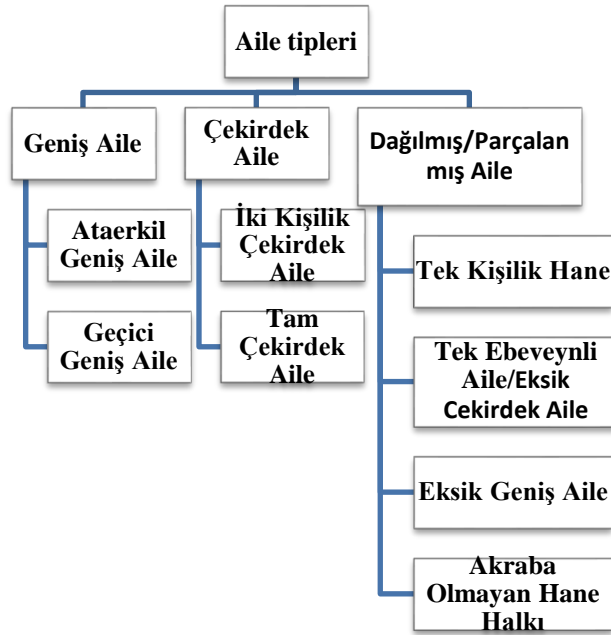 Aile tipleri
Geniş Aile
Ataerkil
Geniş Aile
Geçici
Geniş Aile
Çekirdek
Aile
İki Kişilik
Çekirdek
Aile
Tam
Çekirdek
Aile
Dağılmış/Parçalan
mış Aile
Tek Kişilik Hane
Tek Ebeveynli
Aile/Eksik
Cekirdek Aile
Eksik Geniş Aile
Akraba
Olmayan Hane
Halkı